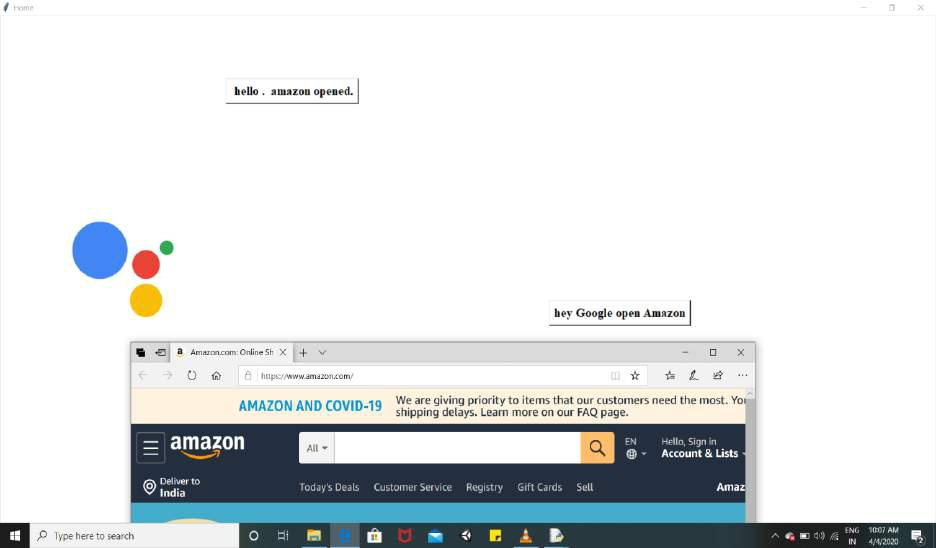 Home
hello . amazon opened.
hey Google open Amazon
Amazon.com: Online Sh
https://www.amazon.com/
AMAZON AND COVID-19
We are giving priority to items that our customers need the most. You
shipping delays. Learn more on our FAQ page.
amazon
All
EN
Hello, Sign in
Account & Lists
Deliver to
India
Today's Deals Customer Service Registry Gift Cards Sell
Amaz
Type here to search
ENG
IN
10:07 AM
4/4/2020
2